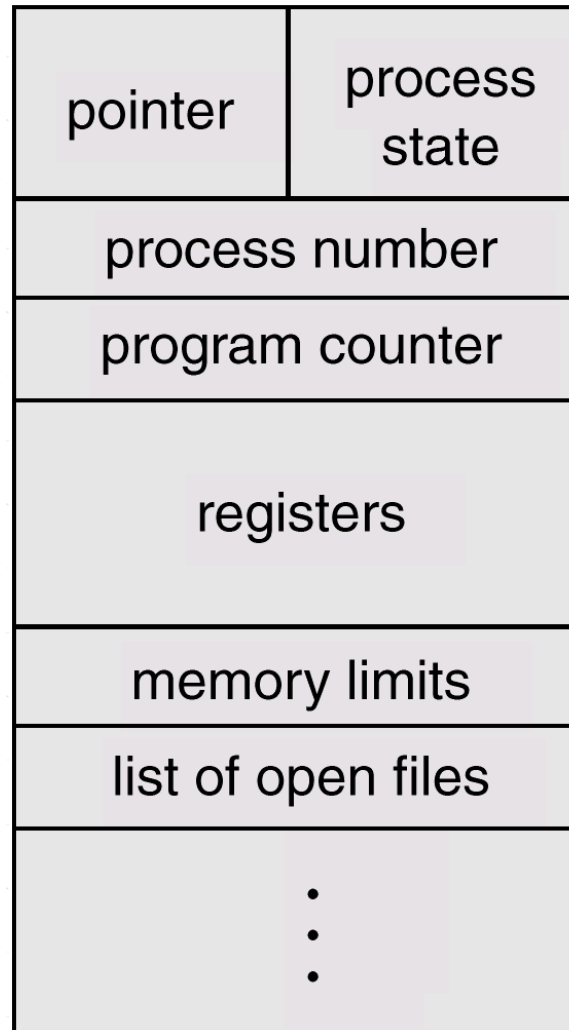 pointer
process
state
process number
program counter
registers
memory limits
list of open files